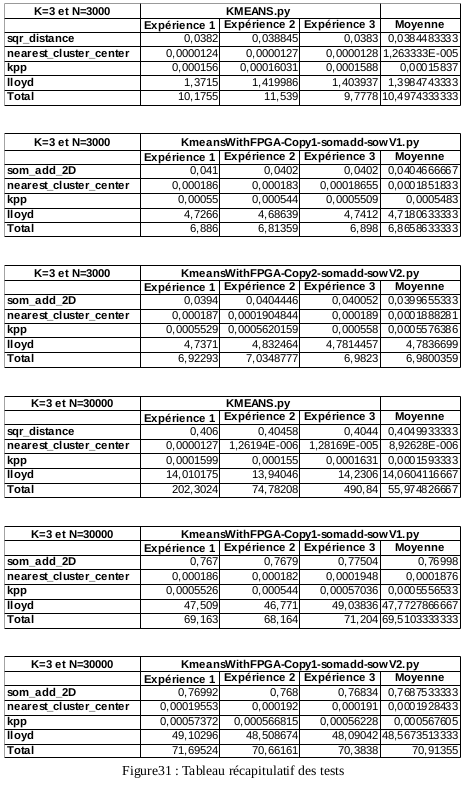 K=3 et N=3000 KMEANS.py
Expérience 1 Expérience 2 Expérience 3 Moyenne
sqr_distance 0,0382 0,038845 0,0383 0,0384483333
nearest_cluster_center 0,0000124 0,0000127 0,0000128 1,263333E-005
kpp 0,000156 0,00016031 0,0001588 0,00015837
lloyd 1,3715 1,419986 1,403937 1,3984743333
Total 10,1755 11,539 9,7778 10,4974333333
K=3 et N=3000 KmeansWithFPGA-Copy1-somadd-sowV1.py
Expérience 1 Expérience 2 Expérience 3 Moyenne
som_add_2D 0,041 0,0402 0,0402 0,0404666667
nearest_cluster_center 0,000186 0,000183 0,00018655 0,0001851833
kpp 0,00055 0,000544 0,0005509 0,0005483
lloyd 4,7266 4,68639 4,7412 4,7180633333
Total 6,886 6,81359 6,898 6,8658633333
K=3 et N=3000 KmeansWithFPGA-Copy2-somadd-sowV2.py
Expérience 1 Expérience 2 Expérience 3 Moyenne
som_add_2D 0,0394 0,0404446 0,040052 0,0399655333
nearest_cluster_center 0,000187 0,0001904844 0,000189 0,0001888281
kpp 0,0005529 0,0005620159 0,000558 0,0005576386
lloyd 4,7371 4,832464 4,7814457 4,7836699
Total 6,92293 7,0348777 6,9823 6,9800359
K=3 et N=30000 KMEANS.py
Expérience 1 Expérience 2 Expérience 3 Moyenne
sqr_distance 0,406 0,40458 0,4044 0,4049933333
nearest_cluster_center 0,0000127 1,26194E-006 1,28169E-005 8,92628E-006
kpp 0,0001599 0,000155 0,0001631 0,0001593333
lloyd 14,010175 13,94046 14,2306 14,0604116667
Total 202,3024 74,78208 490,84 55,974826667
K=3 et N=30000 KmeansWithFPGA-Copy1-somadd-sowV1.py
Expérience 1 Expérience 2 Expérience 3 Moyenne
som_add_2D 0,767 0,7679 0,77504 0,76998
nearest_cluster_center 0,000186 0,000182 0,0001948 0,0001876
kpp 0,0005526 0,000544 0,00057036 0,0005556533
lloyd 47,509 46,771 49,03836 47,7727866667
Total 69,163 68,164 71,204 69,5103333333
K=3 et N=30000 KmeansWithFPGA-Copy1-somadd-sowV2.py
Expérience 1 Expérience 2 Expérience 3 Moyenne
som_add_2D 0,76992 0,768 0,76834 0,7687533333
nearest_cluster_center 0,00019553 0,000192 0,000191 0,0001928433
kpp 0,00057372 0,000566815 0,00056228 0,000567605
lloyd 49,10296 48,508674 48,09042 48,5673513333
Total 71,69524 70,66161 70,3838 70,91355
Figure31 : Tableau récapitulatif des tests